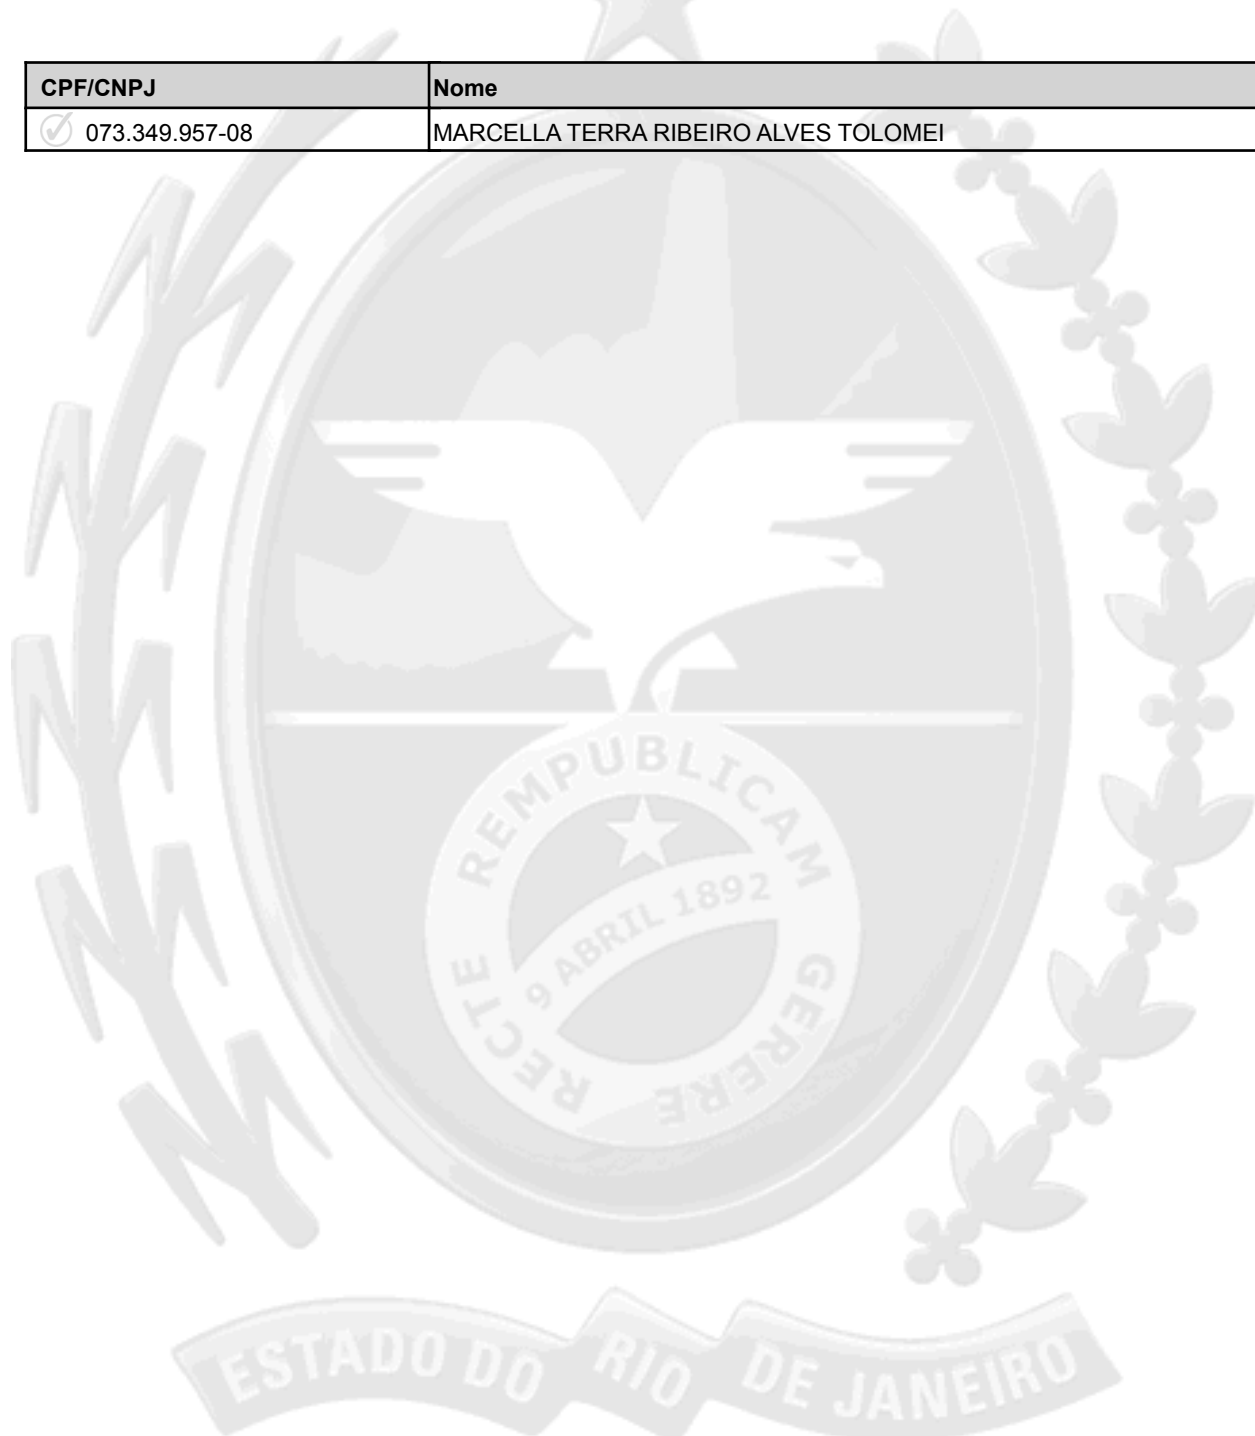 CPF/CNPJ Nome
073.349.957-08 MARCELLA TERRA RIBEIRO ALVES TOLOMEI
REMPUBLICAM
9 ABRIL 1892
RECTE GERERE
ESTADO DO RIO DE JANEIRO